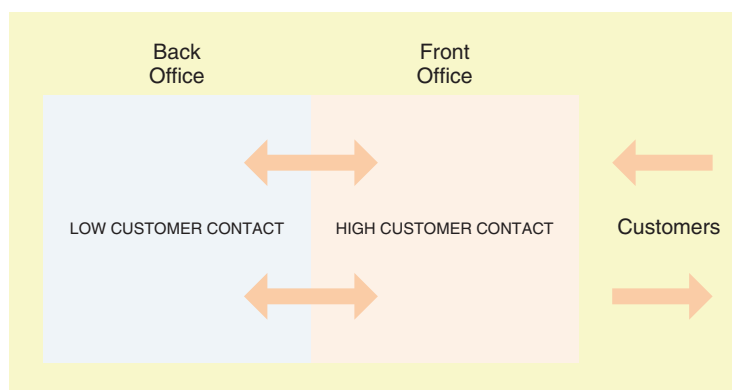 Back
Office
Front
Office
LOW CUSTOMER CONTACT
HIGH CUSTOMER CONTACT
Customers